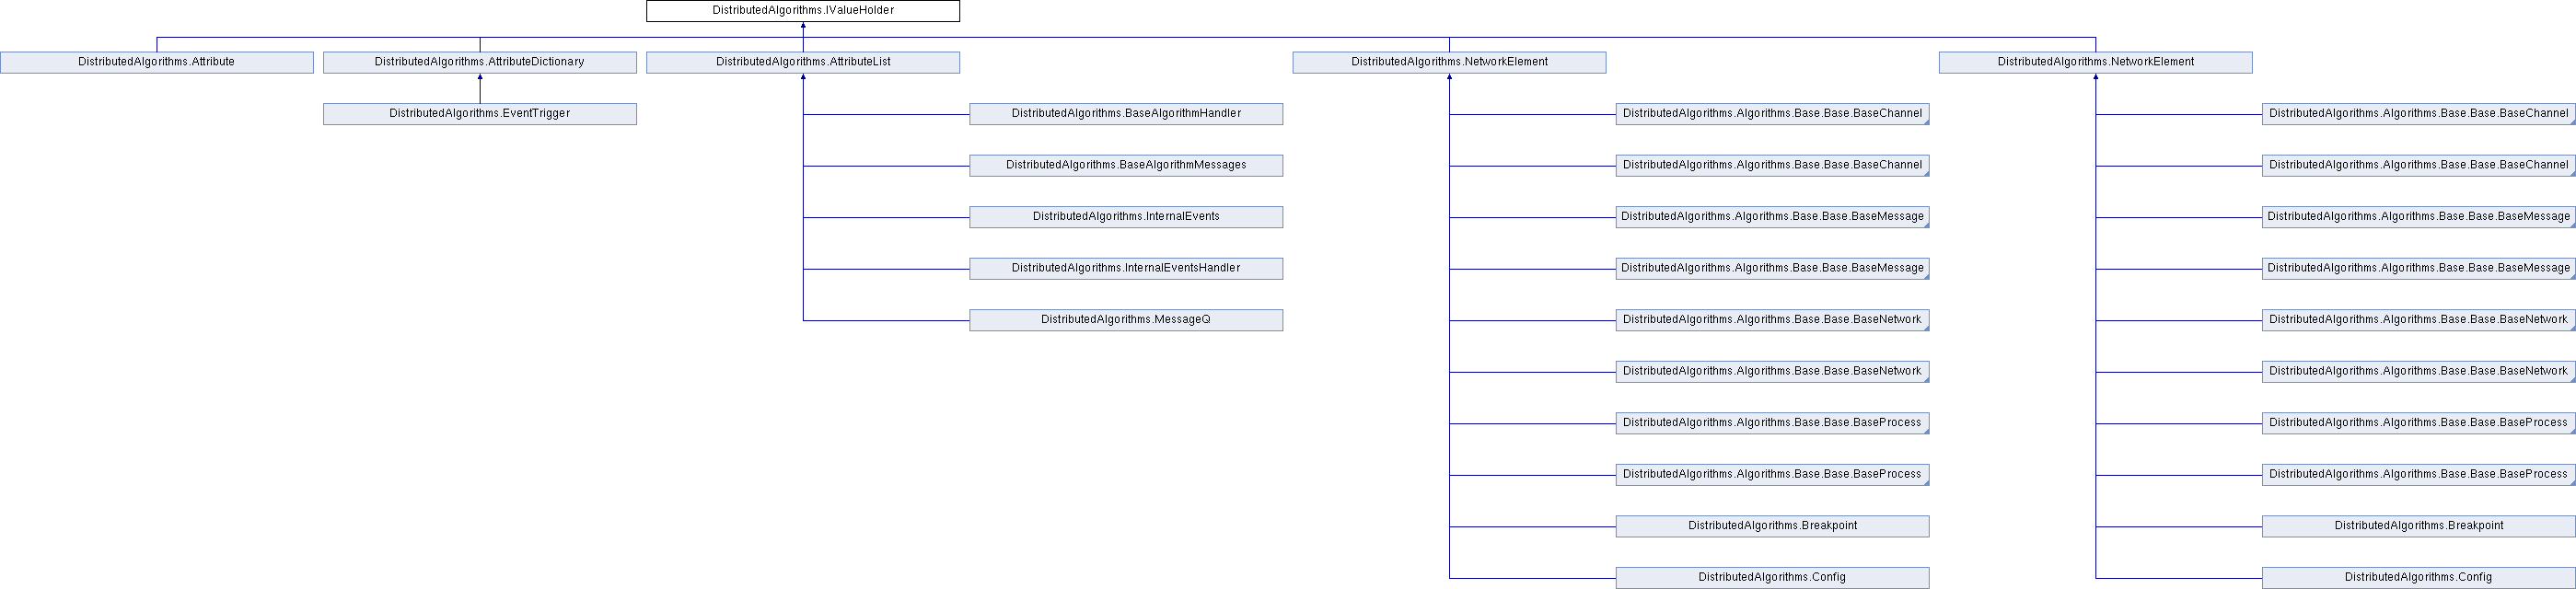 DistributedAlgorithms.IValueHolder
DistributedAlgorithms.Attribute
DistributedAlgorithms.AttributeDictionary
DistributedAlgorithms.AttributeList
DistributedAlgorithms.NetworkElement
DistributedAlgorithms.NetworkElement
DistributedAlgorithms.EventTrigger
DistributedAlgorithms.BaseAlgorithmHandler
DistributedAlgorithms.BaseAlgorithmMessages
DistributedAlgorithms.InternalEvents
DistributedAlgorithms.InternalEventsHandler
DistributedAlgorithms.MessageQ
DistributedAlgorithms.Algorithms.Base.Base.BaseChannel
DistributedAlgorithms.Algorithms.Base.Base.BaseChannel
DistributedAlgorithms.Algorithms.Base.Base.BaseMessage
DistributedAlgorithms.Algorithms.Base.Base.BaseMessage
DistributedAlgorithms.Algorithms.Base.Base.BaseNetwork
DistributedAlgorithms.Algorithms.Base.Base.BaseNetwork
DistributedAlgorithms.Algorithms.Base.Base.BaseProcess
DistributedAlgorithms.Algorithms.Base.Base.BaseProcess
DistributedAlgorithms.Breakpoint
DistributedAlgorithms.Config
DistributedAlgorithms.Algorithms.Base.Base.BaseChannel
DistributedAlgorithms.Algorithms.Base.Base.BaseChannel
DistributedAlgorithms.Algorithms.Base.Base.BaseMessage
DistributedAlgorithms.Algorithms.Base.Base.BaseMessage
DistributedAlgorithms.Algorithms.Base.Base.BaseNetwork
DistributedAlgorithms.Algorithms.Base.Base.BaseNetwork
DistributedAlgorithms.Algorithms.Base.Base.BaseProcess
DistributedAlgorithms.Algorithms.Base.Base.BaseProcess
DistributedAlgorithms.Breakpoint
DistributedAlgorithms.Config